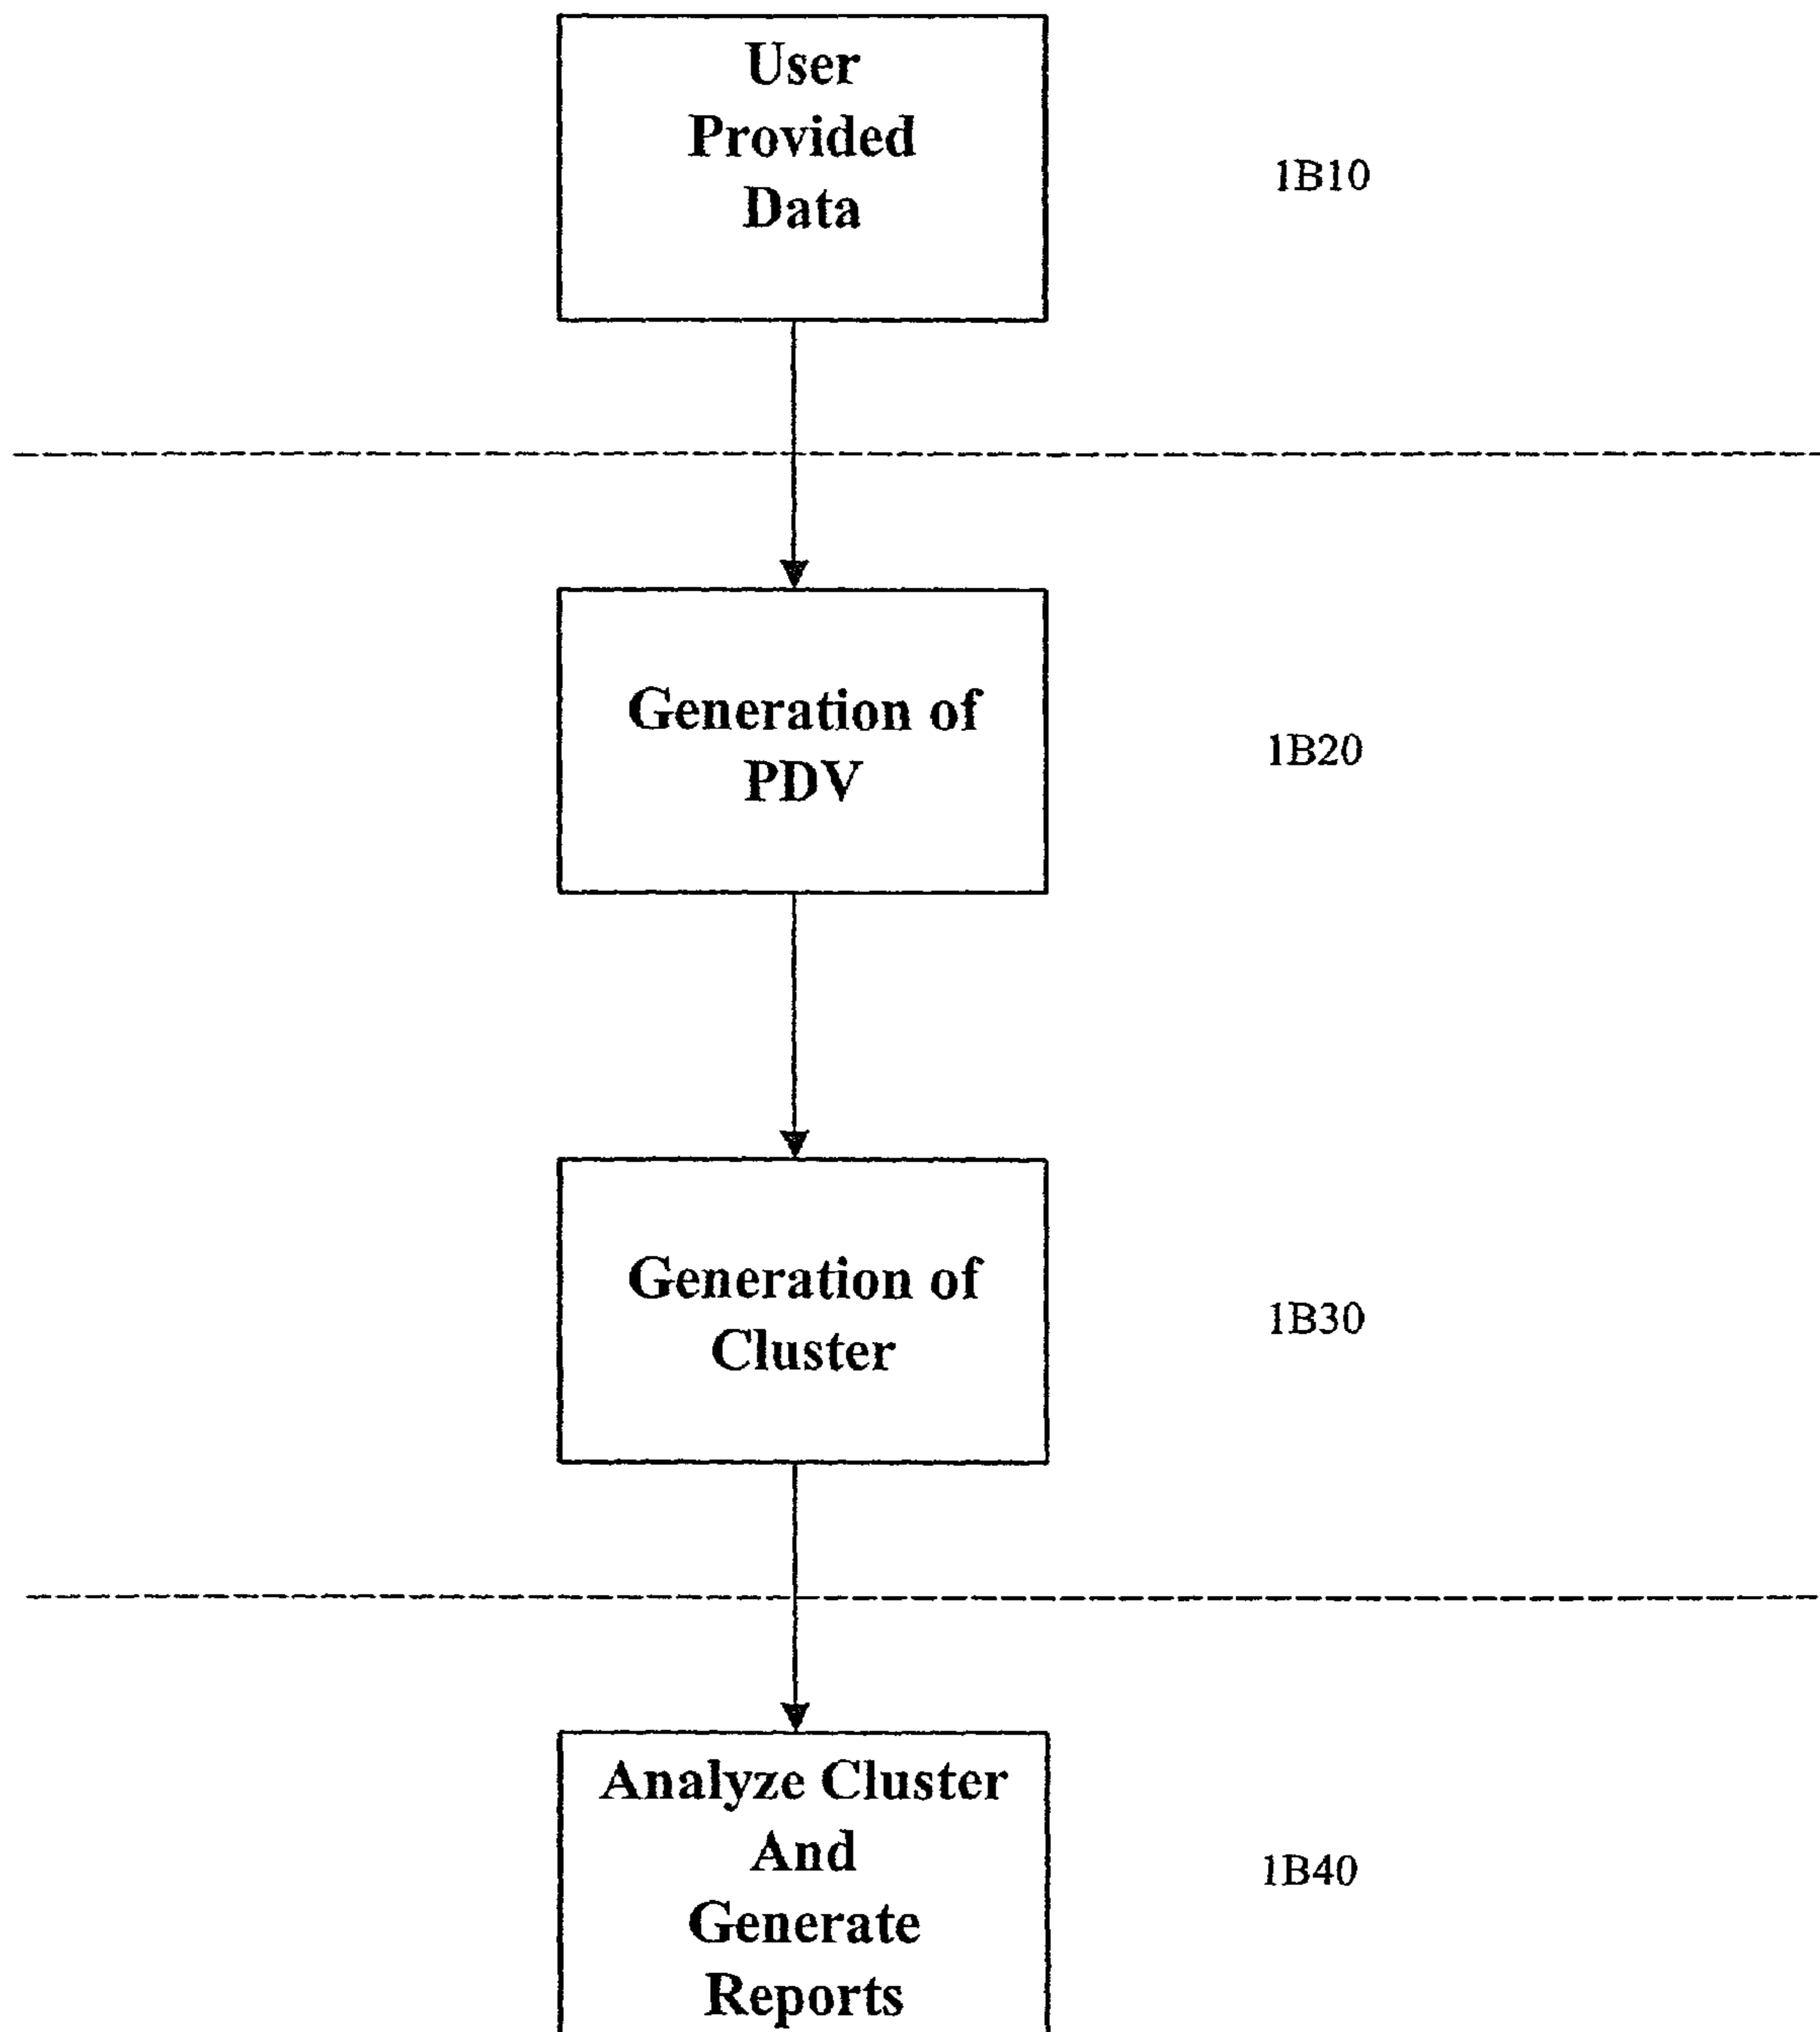 User
Provided
Data
1B10
Generation of
PDV
1B20
Generation of
Cluster
1B30
Analyze Cluster
And
Generate
Reports
1B40